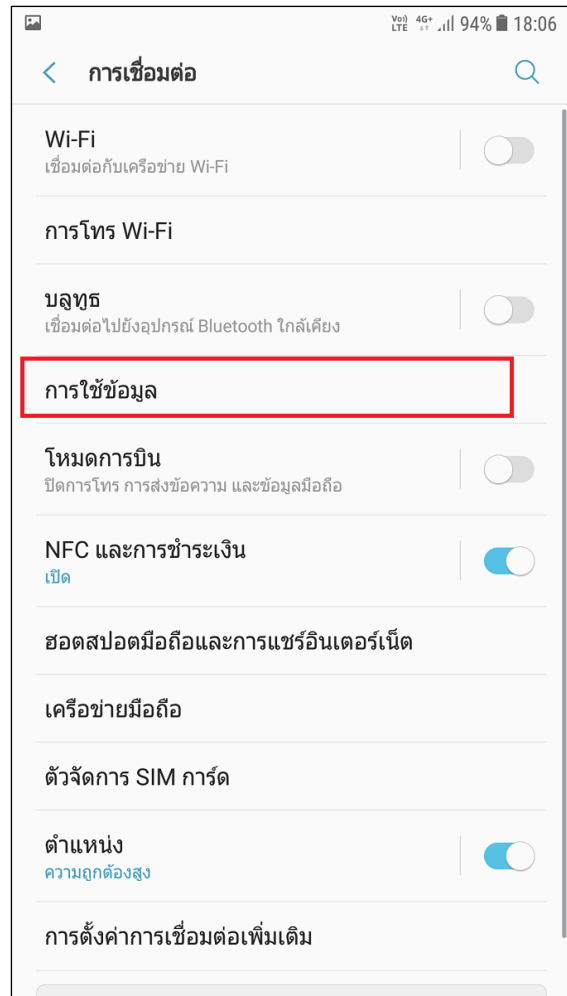 VoD LTE 4G+ 94% 18:06
การเชื่อมต่อ
Wi-Fi
เชื่อมต่อกับเครือข่าย Wi-Fi
การโทร Wi-Fi
บลูทูธ
เชื่อมต่อไปยังอุปกรณ์ Bluetooth ใกล้เคียง
การใช้ข้อมูล
โหมดการบิน
ปิดการโทร การส่งข้อความ และข้อมูลมือถือ
NFC และการชำระเงิน
เปิด
ฮอตสปอตมือถือและการแชร์อินเตอร์เน็ต
เครือข่ายมือถือ
ตัวจัดการ SIM การ์ด
ตำแหน่ง
ความถูกต้องสูง
การตั้งค่าการเชื่อมต่อเพิ่มเติม